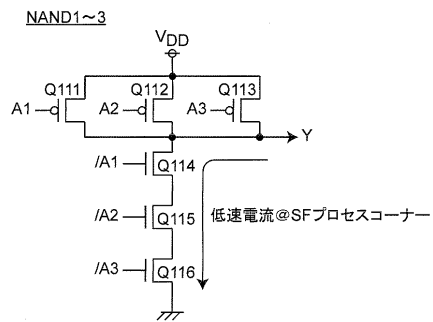 NAND1~3
VDD
Q111 Q112 Q113
A1 A2 A3 Y
/A1 Q114
/A2 Q115
低速電流@SFプロセスコーナー
/A3 Q116